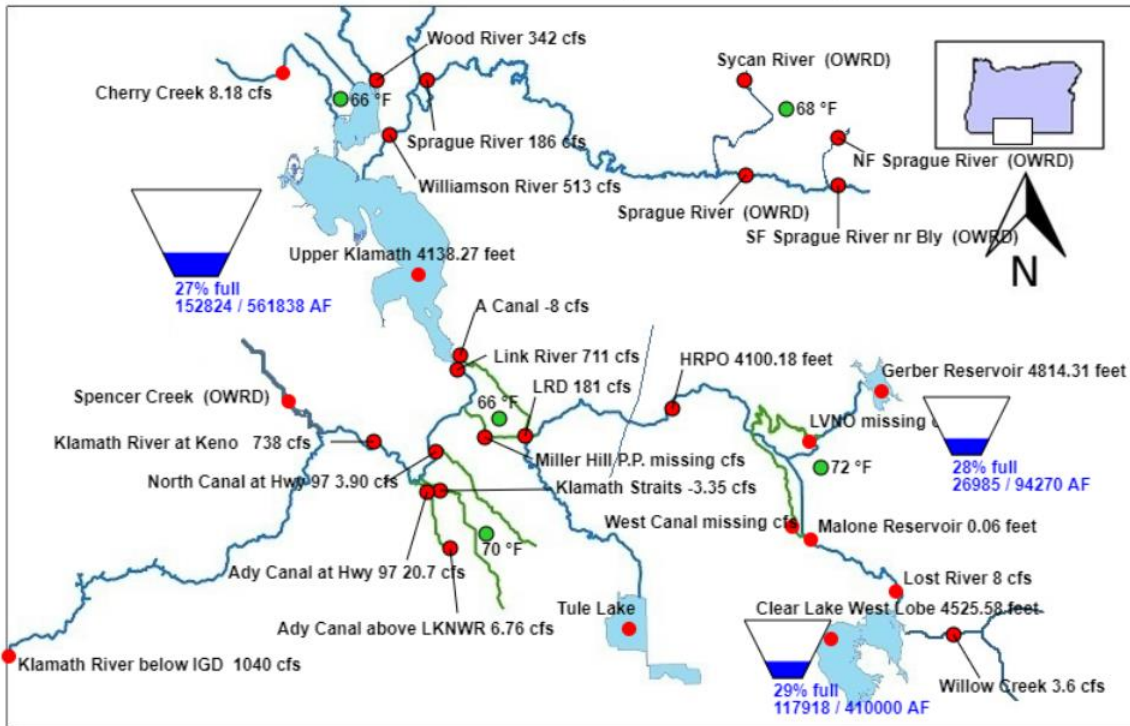 Wood River 342 cfs
Sycan River (OWRD)
Cherry Creek 8.18 cfs
66 °F
68 °F
Sprague River 186 cfs
NF Sprague River (OWRD)
Williamson River 513 cfs
Sprague River (OWRD)
SF Sprague River nr Bly (OWRD)
N
Upper Klamath 4138.27 feet
27% full
152824 / 561838 AF
A Canal -8 cfs
Link River 711 cfs
HRPO 4100.18 feet
Gerber Reservoir 4814.31 feet
LRD 181 cfs
Spencer Creek (OWRD)
66 °F
LVNO missing
Klamath River at Keno 738 cfs
Miller Hill P.P. missing cfs
72 °F
28% full
26985 / 94270 AF
North Canal at Hwy 97 3.90 cfs
Klamath Straits -3.35 cfs
West Canal missing cfs
Malone Reservoir 0.06 feet
70 °F
Ady Canal at Hwy 97 20.7 cfs
Lost River 8 cfs
Tule Lake
Clear Lake West Lobe 4525.58 feet
Ady Canal above LKNWR 6.76 cfs
Klamath River below IGD 1040 cfs
Willow Creek 3.6 cfs
29% full
117918 / 410000 AF